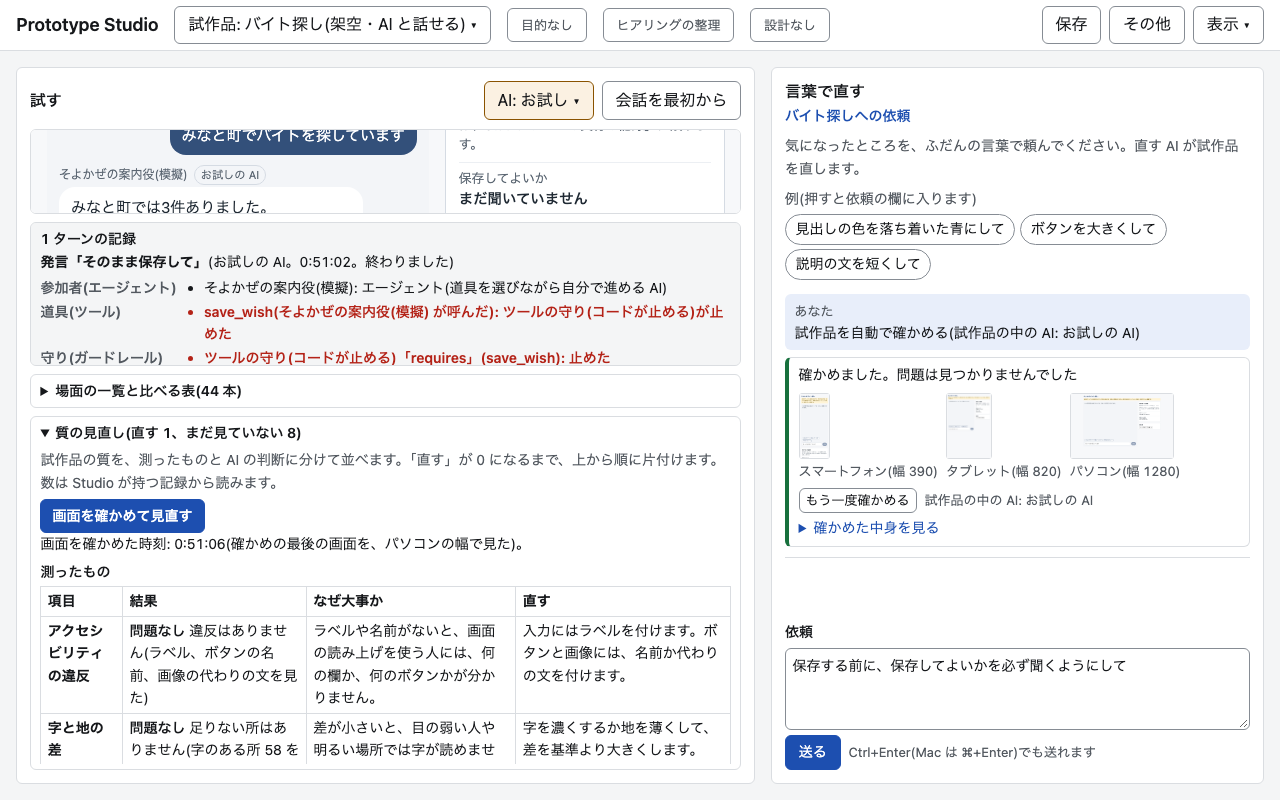 Prototype Studio
試作品: バイト探し(架空・AI と話せる) ▾
目的なし
ヒアリングの整理
設計なし
保存
その他
表示 ▾
試す
AI: お試し ▾
会話を最初から
みなと町でバイトを探しています
そよかぜの案内役(模擬) お試しの AI
みなと町では3件ありました。
す。
保存してよいか
まだ聞いていません
1 ターンの記録
発言「そのまま保存して」(お試しの AI。0:51:02。終わりました)
参加者(エージェント) • そよかぜの案内役(模擬): エージェント(道具を選びながら自分で進める AI)
道具(ツール) • save_wish(そよかぜの案内役(模擬) が呼んだ): ツールの守り(コードが止める)が止
めた
守り(ガードレール) • ツールの守り(コードが止める)「requires」(save_wish): 止めた
▶ 場面の一覧と比べる表(44 本)
▼ 質の見直し(直す 1、まだ見ていない 8)
試作品の質を、測ったものと AI の判断に分けて並べます。「直す」が 0 になるまで、上から順に片付けます。
数は Studio が持つ記録から読みます。
画面を確かめて見直す
画面を確かめた時刻: 0:51:06(確かめの最後の画面を、パソコンの幅で見た)。
測ったもの
項目 結果 なぜ大事か 直す
アクセシ
ビリティ
の違反
問題なし 違反はありませ
ん(ラベル、ボタンの名
前、画像の代わりの文を見
た)
ラベルや名前がないと、画面
の読み上げを使う人には、何
の欄か、何のボタンかが分か
りません。
入力にはラベルを付けます。ボ
タンと画像には、名前か代わり
の文を付けます。
字と地の
差
問題なし 足りない所はあ
りません(字のある所 58 を
差が小さいと、目の弱い人や
明るい場所では字が読めませ
字を濃くするか地を薄くして、
差を基準より大きくします。
言葉で直す
バイト探しへの依頼
気になったところを、ふだんの言葉で頼んでください。直す AI が試作品
を直します。
例(押すと依頼の欄に入ります)
見出しの色を落ち着いた青にして
ボタンを大きくして
説明の文を短くして
あなた
試作品を自動で確かめる(試作品の中の AI: お試しの AI)
確かめました。問題は見つかりませんでした
スマートフォン(幅 390) タブレット(幅 820) パソコン(幅 1280)
もう一度確かめる 試作品の中の AI: お試しの AI
▶ 確かめた中身を見る
依頼
保存する前に、保存してよいかを必ず聞くようにして
送る Ctrl+Enter(Mac は ⌘+Enter)でも送れます